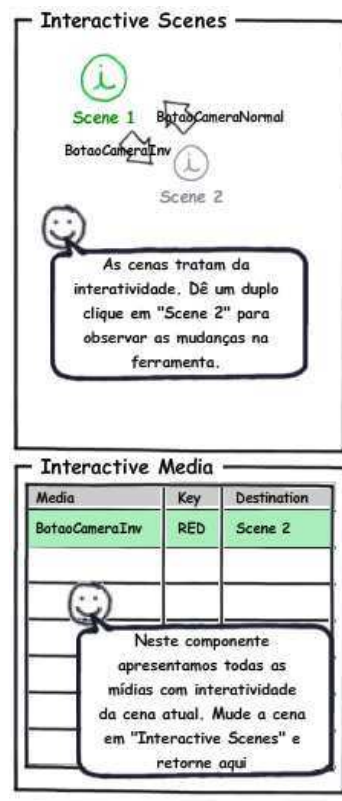 Interactive Scenes
Scene 1
BotaoCameraNormal
BotaoCameraInv
Scene 2
As cenas tratam da
interatividade. Dê um duplo
clique em "Scene 2" para
observar as mudanças na
ferramenta.
Interactive Media
Media Key Destination
BotaoCameraInv RED Scene 2
Neste componente
apresentamos todas as
mídias com interatividade
da cena atual. Mude a cena
em "Interactive Scenes" e
retorne aqui